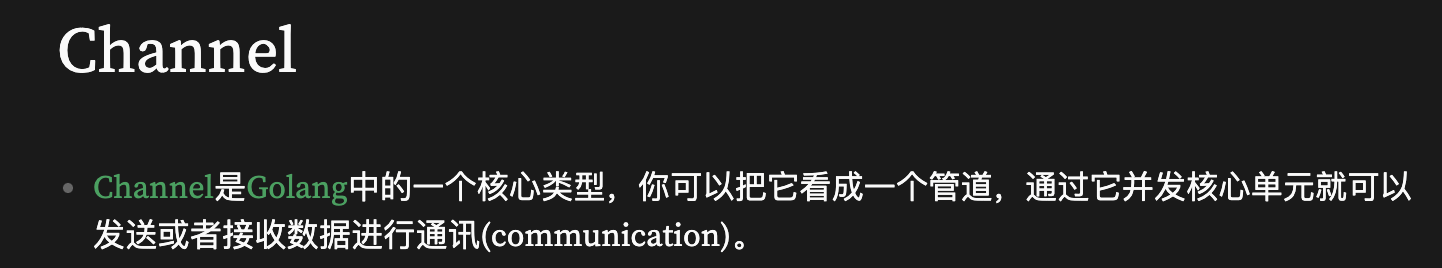 Channel
Channel是Golang中的一个核心类型，你可以把它看成一个管道，通过它并发核心单元就可以
发送或者接收数据进行通讯(communication)。